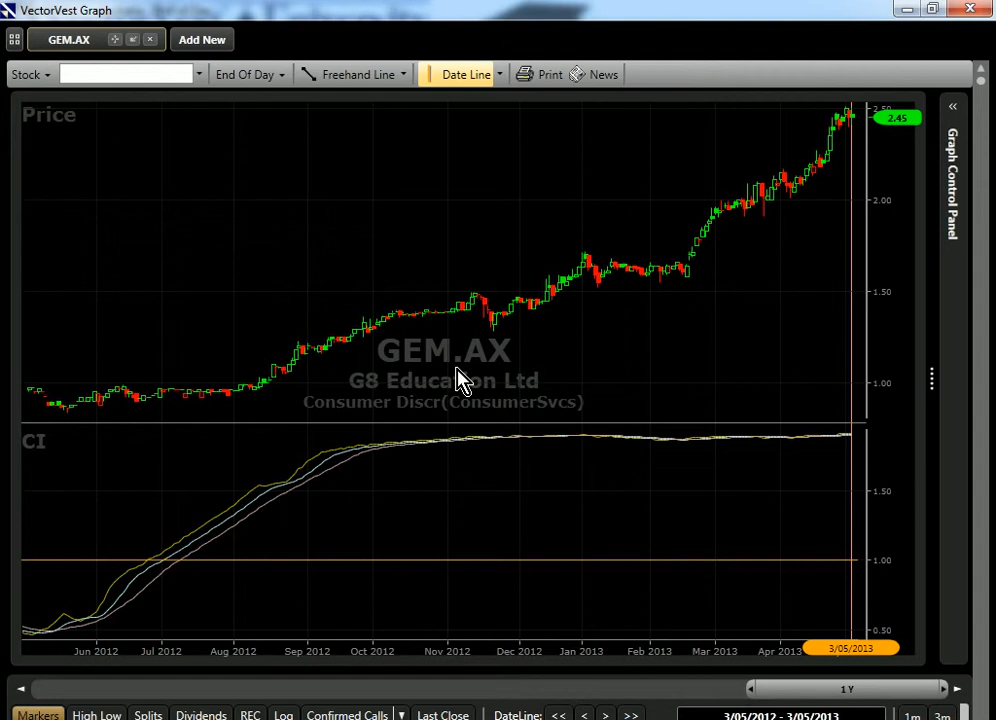 VectorVest Graph
GEM.AX Add New
Stock End Of Day Freehand Line Date Line Print News
Price
2.50
2.45
2.00
1.50
GEM.AX
G8 Education Ltd
1.00
Consumer Discr(ConsumerSvcs)
CI
1.50
1.00
0.50
Jun 2012 Jul 2012 Aug 2012 Sep 2012 Oct 2012 Nov 2012 Dec 2012 Jan 2013 Feb 2013 Mar 2013 Apr 2013 3/05/2013
Graph Control Panel
1 Y
Markers High Low Splits Dividends REC Log Confirmed Calls Last Close DateLine: << < > >> 3/05/2012 - 3/05/2013 1m 3m